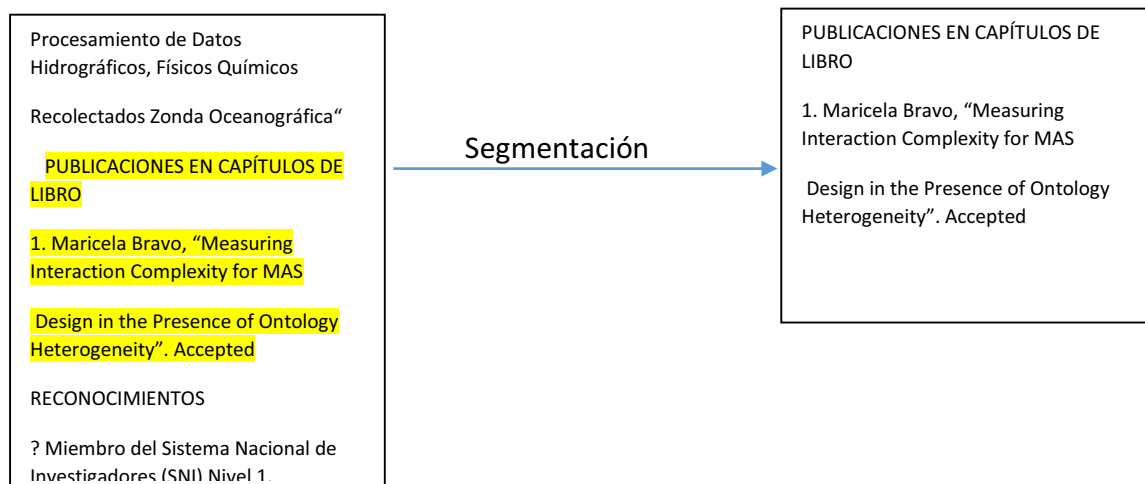 Procesamiento de Datos
Hidrográficos, Físicos Químicos
Recolectados Zonda Oceanográfica“
PUBLICACIONES EN CAPÍTULOS DE
LIBRO
1. Maricela Bravo, “Measuring
Interaction Complexity for MAS
Design in the Presence of Ontology
Heterogeneity”. Accepted
RECONOCIMIENTOS
? Miembro del Sistema Nacional de
Investigadores (SNI) Nivel 1.
Segmentación
PUBLICACIONES EN CAPÍTULOS DE
LIBRO
1. Maricela Bravo, “Measuring
Interaction Complexity for MAS
Design in the Presence of Ontology
Heterogeneity”. Accepted